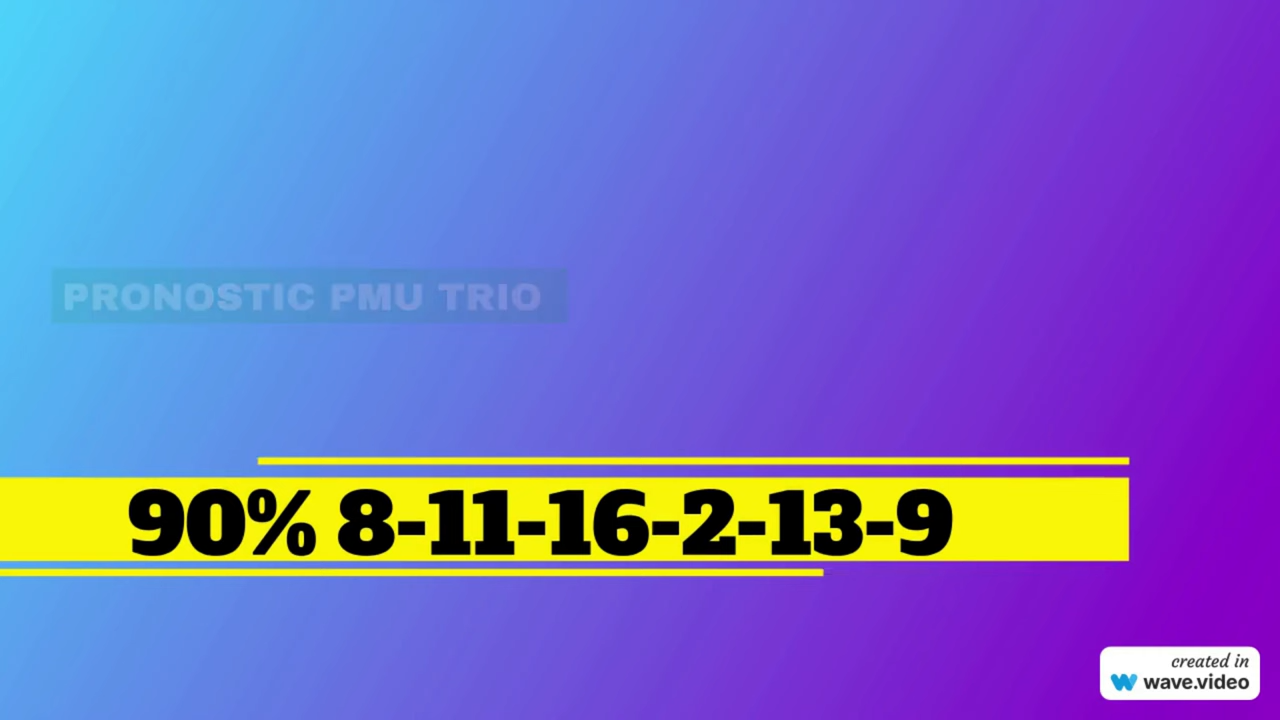 PRONOSTIC PMU TRIO
90% 8-11-16-2-13-9
created in
wave.video